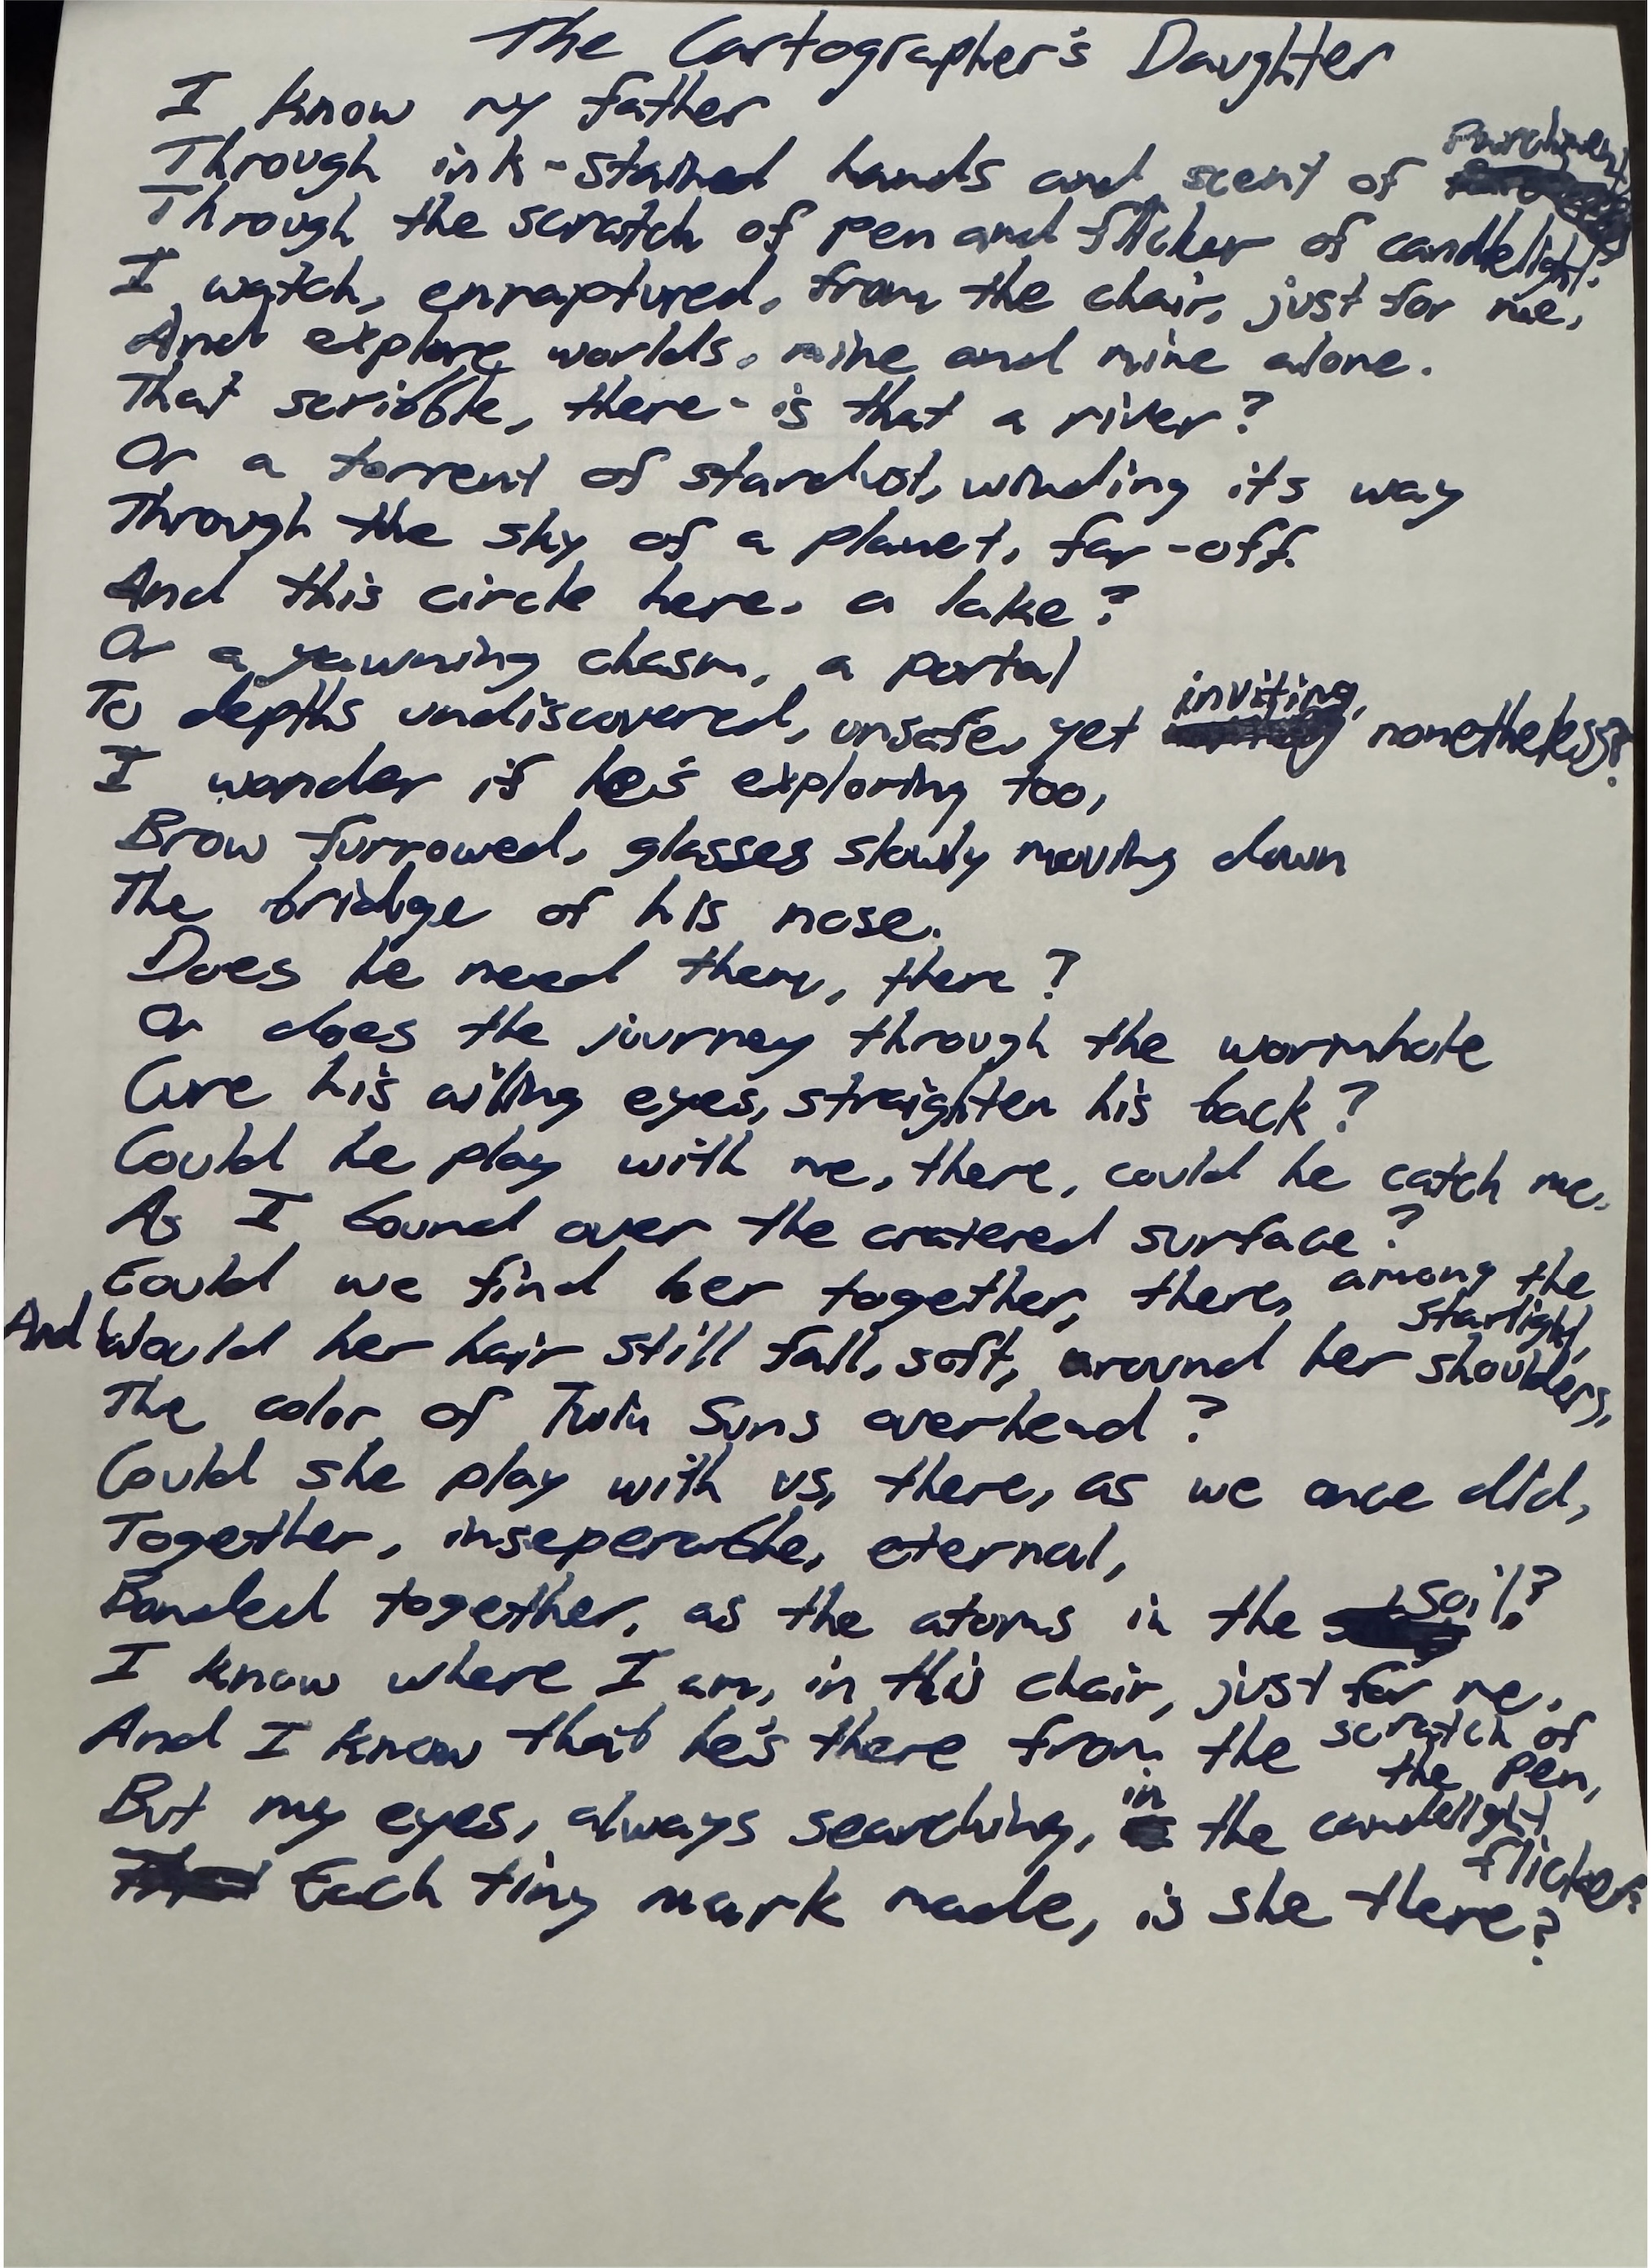 The Cartographer's Daughter
I know my father
Through ink-stained hands and scent of parchment,
Through the scratch of pen and flicker of candlelight.
I watch, enraptured, from the chair, just for me,
And explore worlds, mine and mine alone.
That scribble, there - is that a river?
Or a torrent of stardust, winding its way
Through the sky of a planet, far-off.
And this circle here, a lake?
Or a yawning chasm, a portal
To depths undiscovered, unsafe, yet inviting, nonetheless?
I wonder if he's exploring too,
Brow furrowed, glasses slowly moving down
The bridge of his nose.
Does he need them, there?
Or does the journey through the wormhole
Cure his ailing eyes, straighten his back?
Could he play with me, there, could he catch me,
As I bound over the cratered surface?
Could we find her together, there, among the starlight,
And Would her hair still fall, soft, around her shoulders,
The color of Twin Suns overhead?
Could she play with us, there, as we once did,
Together, inseperable, eternal,
Bonded together, as the atoms in the soil?
I know where I am, in this chair, just for me,
And I know that he's there from the scratch of the pen,
But my eyes, always searching, in the candlelight flicker:
Each tiny mark made, is she there?